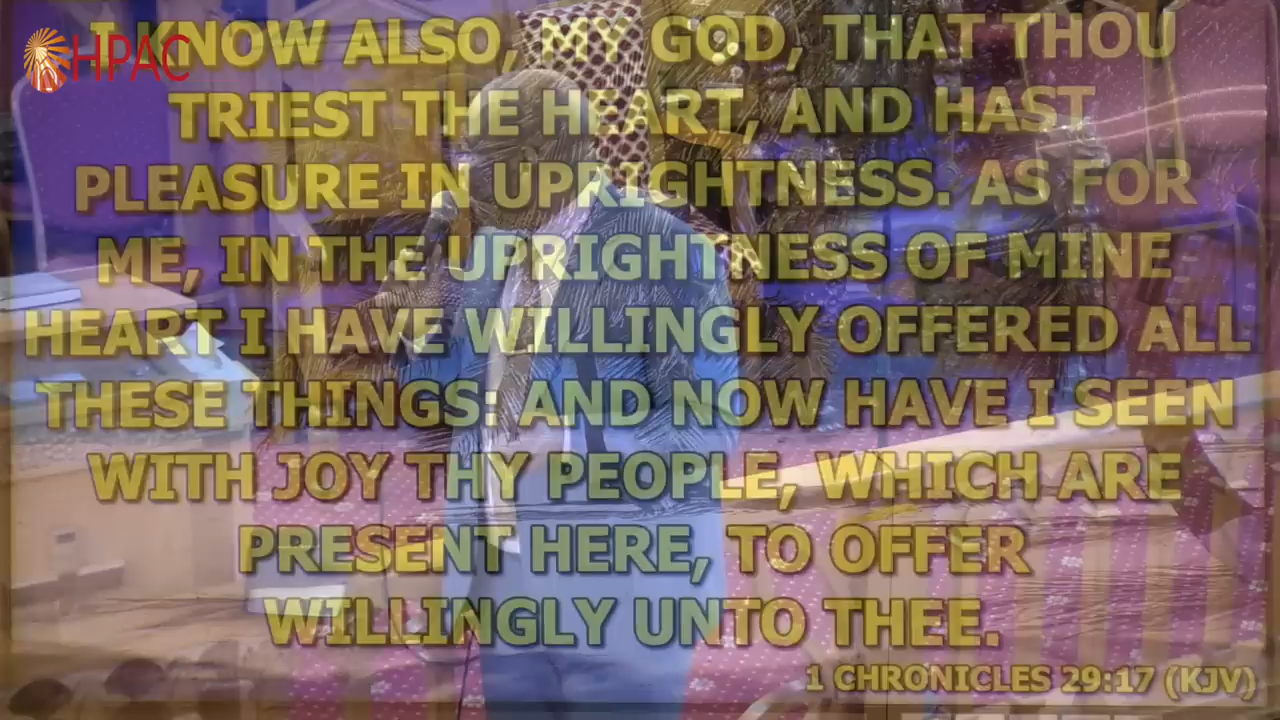 HPAC
I KNOW ALSO, MY GOD, THAT THOU
TRIEST THE HEART, AND HAST
PLEASURE IN UPRIGHTNESS. AS FOR
ME, IN THE UPRIGHTNESS OF MINE
HEART I HAVE WILLINGLY OFFERED ALL
THESE THINGS: AND NOW HAVE I SEEN
WITH JOY THY PEOPLE, WHICH ARE
PRESENT HERE, TO OFFER
WILLINGLY UNTO THEE.
1 CHRONICLES 29:17 (KJV)